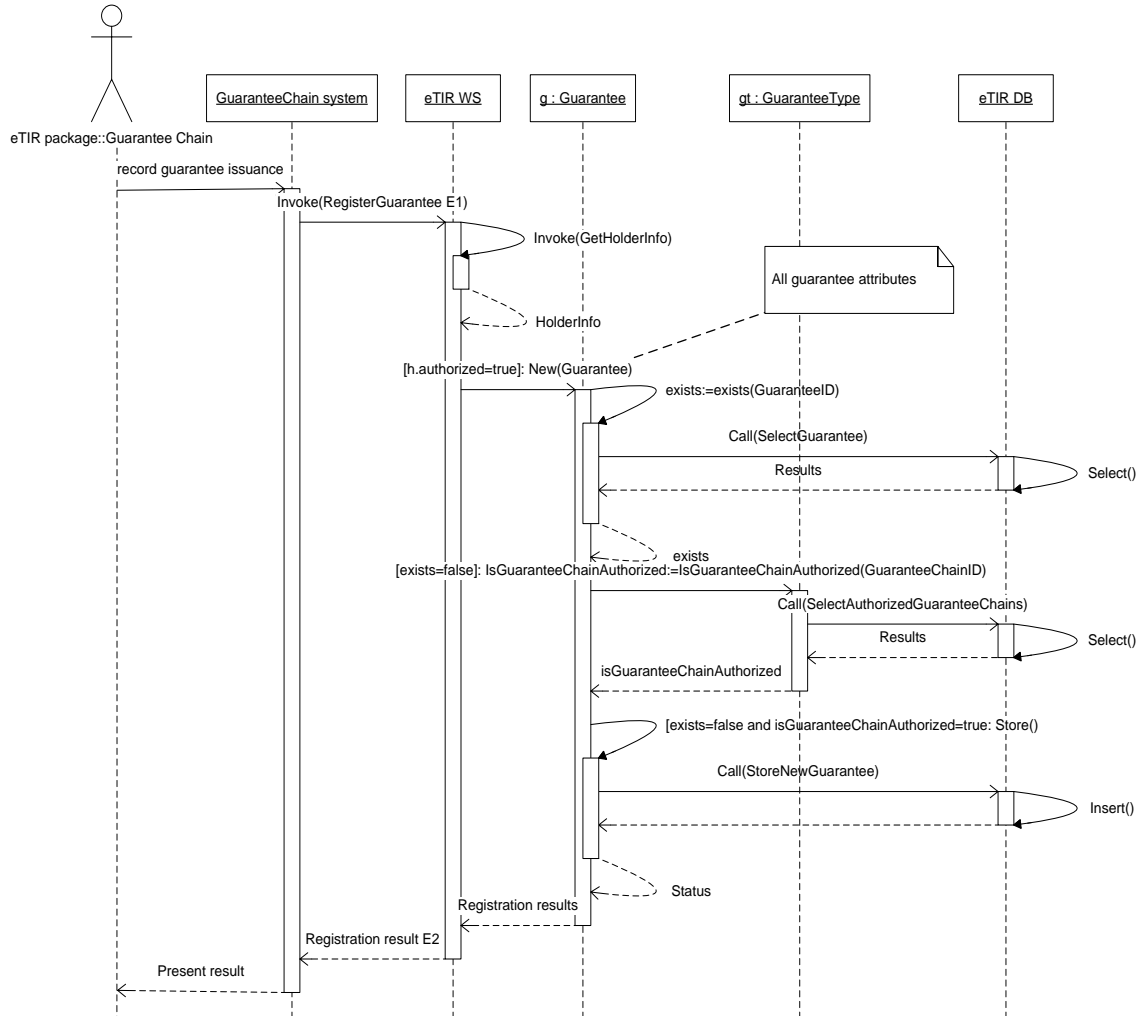 GuaranteeChain system
eTIR WS
g : Guarantee
gt : GuaranteeType
eTIR DB
eTIR package::Guarantee Chain
record guarantee issuance
Invoke(RegisterGuarantee E1)
Invoke(GetHolderInfo)
All guarantee attributes
HolderInfo
[h.authorized=true]: New(Guarantee)
exists:=exists(GuaranteeID)
Call(SelectGuarantee)
Results
Select()
exists
[exists=false]: IsGuaranteeChainAuthorized:=IsGuaranteeChainAuthorized(GuaranteeChainID)
Call(SelectAuthorizedGuaranteeChains)
Results
Select()
isGuaranteeChainAuthorized
[exists=false and isGuaranteeChainAuthorized=true: Store()
Call(StoreNewGuarantee)
Insert()
Status
Registration results
Registration result E2
Present result